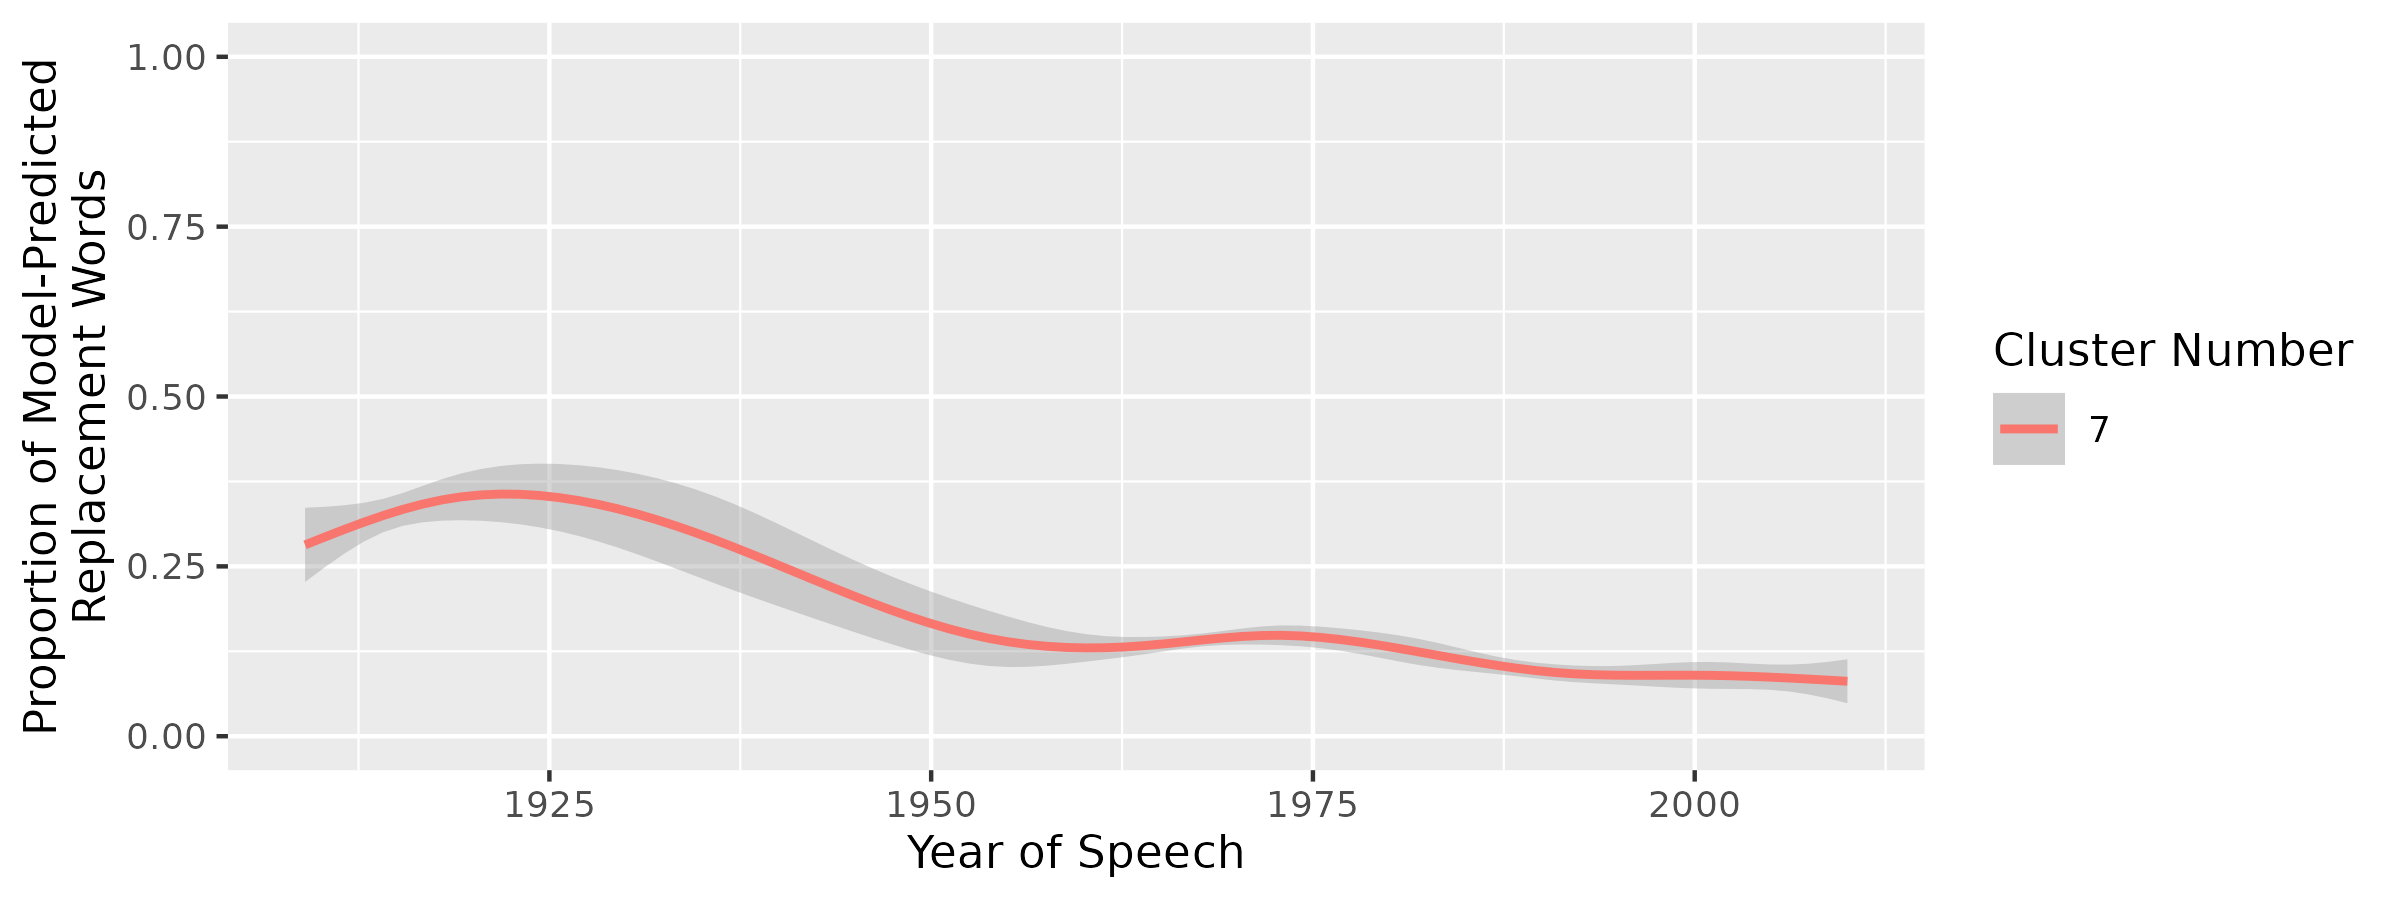 Proportion of Model-Predicted
Replacement Words
1.00
0.75
0.50
0.25
0.00
1925
1950
1975
2000
Year of Speech
Cluster Number
7